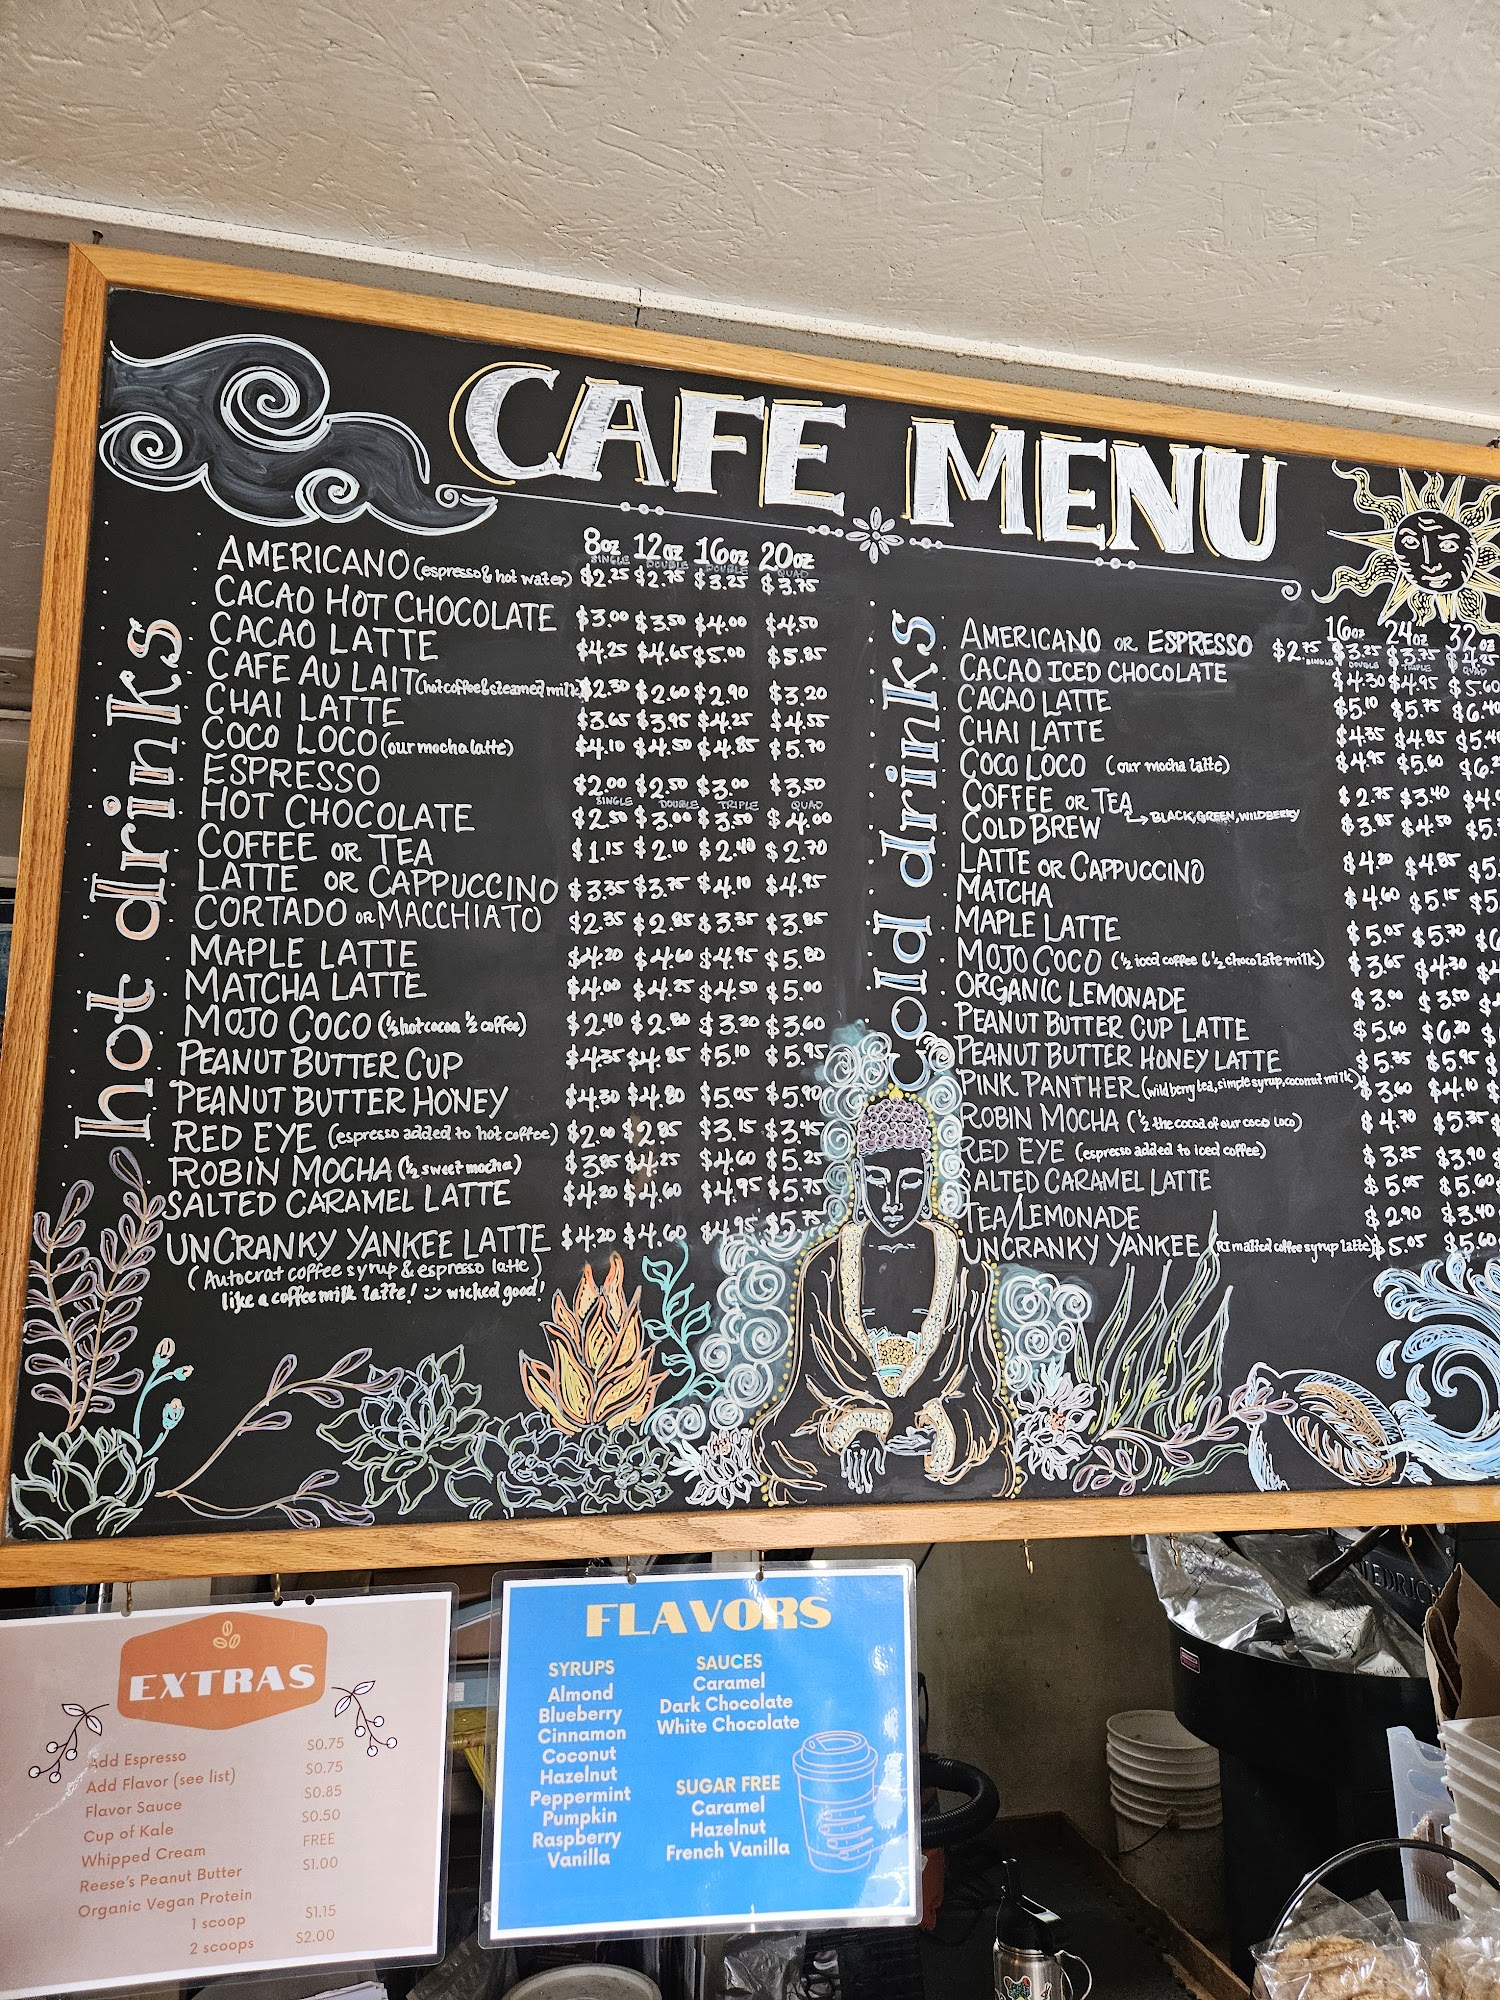 CAFE MENU
hot drinks
8oz 12oz 16oz 20oz
SINGLE DOUBLE DOUBLE QUAD
AMERICANO (espresso & hot water) $2.25 $2.75 $3.25 $3.75
CACAO HOT CHOCOLATE $3.00 $3.50 $4.00 $4.50
CACAO LATTE $4.25 $4.65 $5.00 $5.85
CAFE AU LAIT (hot coffee & steamed milk) $2.30 $2.60 $2.90 $3.20
CHAI LATTE $3.65 $3.95 $4.25 $4.55
COCO LOCO (our mocha latte) $4.10 $4.50 $4.85 $5.70
ESPRESSO $2.00 $2.50 $3.00 $3.50
SINGLE DOUBLE TRIPLE QUAD
HOT CHOCOLATE $2.50 $3.00 $3.50 $4.00
COFFEE OR TEA $1.15 $2.10 $2.40 $2.70
LATTE OR CAPPUCCINO $3.35 $3.75 $4.10 $4.95
CORTADO OR MACCHIATO $2.35 $2.85 $3.35 $3.85
MAPLE LATTE $4.20 $4.60 $4.95 $5.80
MATCHA LATTE $4.00 $4.25 $4.50 $5.00
MOJO COCO (½ hot cocoa ½ coffee) $2.40 $2.80 $3.20 $3.60
PEANUT BUTTER CUP $4.35 $4.85 $5.10 $5.95
PEANUT BUTTER HONEY $4.30 $4.80 $5.05 $5.90
RED EYE (espresso added to hot coffee) $2.00 $2.85 $3.15 $3.45
ROBIN MOCHA (½ sweet mocha) $3.85 $4.25 $4.60 $5.25
SALTED CARAMEL LATTE $4.20 $4.60 $4.95 $5.75
UNCRANKY YANKEE LATTE $4.20 $4.60 $4.95 $5.75
(Autocrat coffee syrup & espresso latte)
like a coffee milk latte! wicked good!
cold drinks
16oz 24oz 32oz
AMERICANO OR ESPRESSO $2.75 $3.25 $3.75 $4.25
SINGLE DOUBLE TRIPLE QUAD
CACAO ICED CHOCOLATE $4.30 $4.95 $5.60
CACAO LATTE $5.10 $5.75 $6.40
CHAI LATTE $4.35 $4.85 $5.4
COCO LOCO (our mocha latte) $4.95 $5.60 $6.2
COFFEE OR TEA $2.75 $3.40 $4.
BLACK, GREEN, WILDBERRY
COLD BREW $3.85 $4.50 $5.
LATTE OR CAPPUCCINO $4.20 $4.85 $5.
MATCHA $4.60 $5.15 $5
MAPLE LATTE $5.05 $5.70 $6
MOJO COCO (½ iced coffee & ½ chocolate milk) $3.65 $4.30 $4
ORGANIC LEMONADE $3.00 $3.50 $4
PEANUT BUTTER CUP LATTE $5.60 $6.20 $
PEANUT BUTTER HONEY LATTE $5.35 $5.95 $
PINK PANTHER (wildberry tea, simple syrup, coconut milk) $3.60 $4.10 $
ROBIN MOCHA (½ the cocoa of our coco loco) $4.70 $5.35 $
RED EYE (espresso added to iced coffee) $3.25 $3.90 $
SALTED CARAMEL LATTE $5.05 $5.60 $
TEA/LEMONADE $2.90 $3.40
UNCRANKY YANKEE (RI malted coffee syrup latte) $5.05 $5.60
EXTRAS
Add Espresso $0.75
Add Flavor (see list) $0.75
Flavor Sauce $0.85
Cup of Kale $0.50
Whipped Cream FREE
Reese's Peanut Butter $1.00
Organic Vegan Protein
1 scoop $1.15
2 scoops $2.00
FLAVORS
SYRUPS
Almond
Blueberry
Cinnamon
Coconut
Hazelnut
Peppermint
Pumpkin
Raspberry
Vanilla
SAUCES
Caramel
Dark Chocolate
White Chocolate
SUGAR FREE
Caramel
Hazelnut
French Vanilla